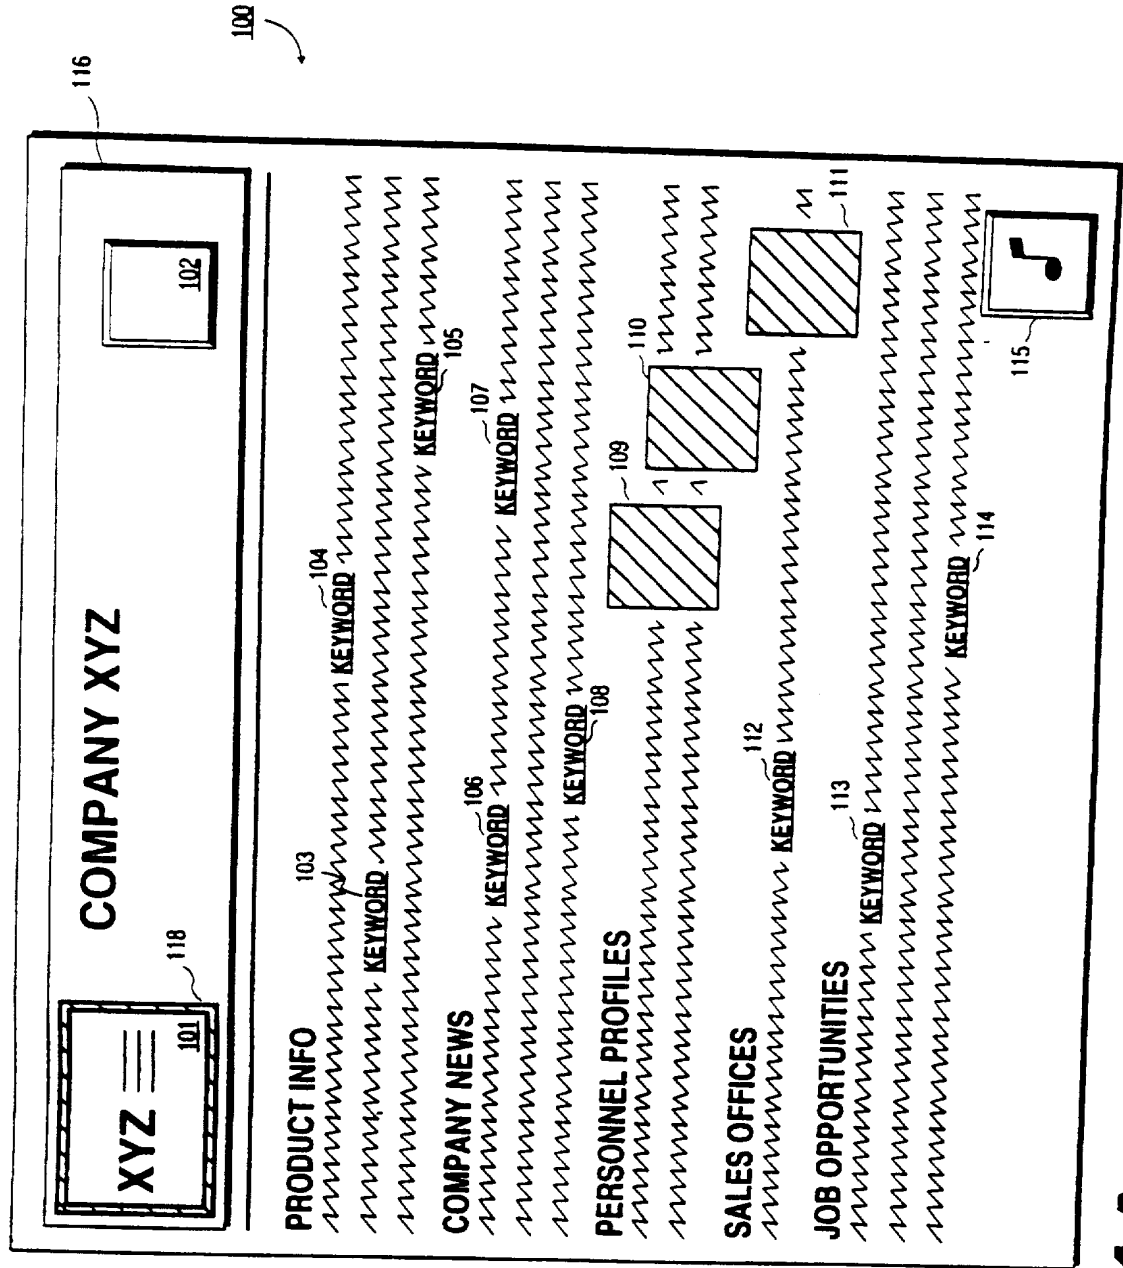 100
116
COMPANY XYZ
118
XYZ
101
102
PRODUCT INFO
104
KEYWORD
103
KEYWORD
KEYWORD
105
COMPANY NEWS
106
107
KEYWORD
KEYWORD
KEYWORD
108
PERSONNEL PROFILES
109
110
SALES OFFICES
111
112
KEYWORD
JOB OPPORTUNITIES
113
KEYWORD
KEYWORD
114
115